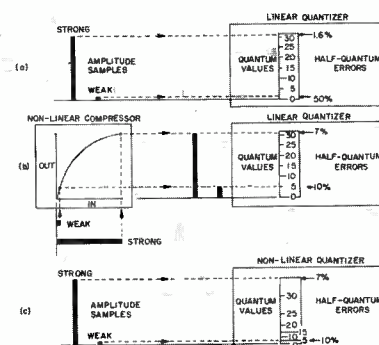 LINEAR QUANTIZER
STRONG
30
25
20
15
10
5
0
1.6%
(a)
AMPLITUDE
SAMPLES
QUANTUM
VALUES
HALF-QUANTUM
ERRORS
WEAK
50%
NON-LINEAR COMPRESSOR
LINEAR QUANTIZER
30
25
20
15
10
5
0
7%
(b)
OUT
QUANTUM
VALUES
HALF-QUANTUM
ERRORS
10%
IN
WEAK
STRONG
NON-LINEAR QUANTIZER
STRONG
7%
(c)
AMPLITUDE
SAMPLES
QUANTUM
VALUES
30
25
20
15
5
HALF-QUANTUM
ERRORS
WEAK
10%